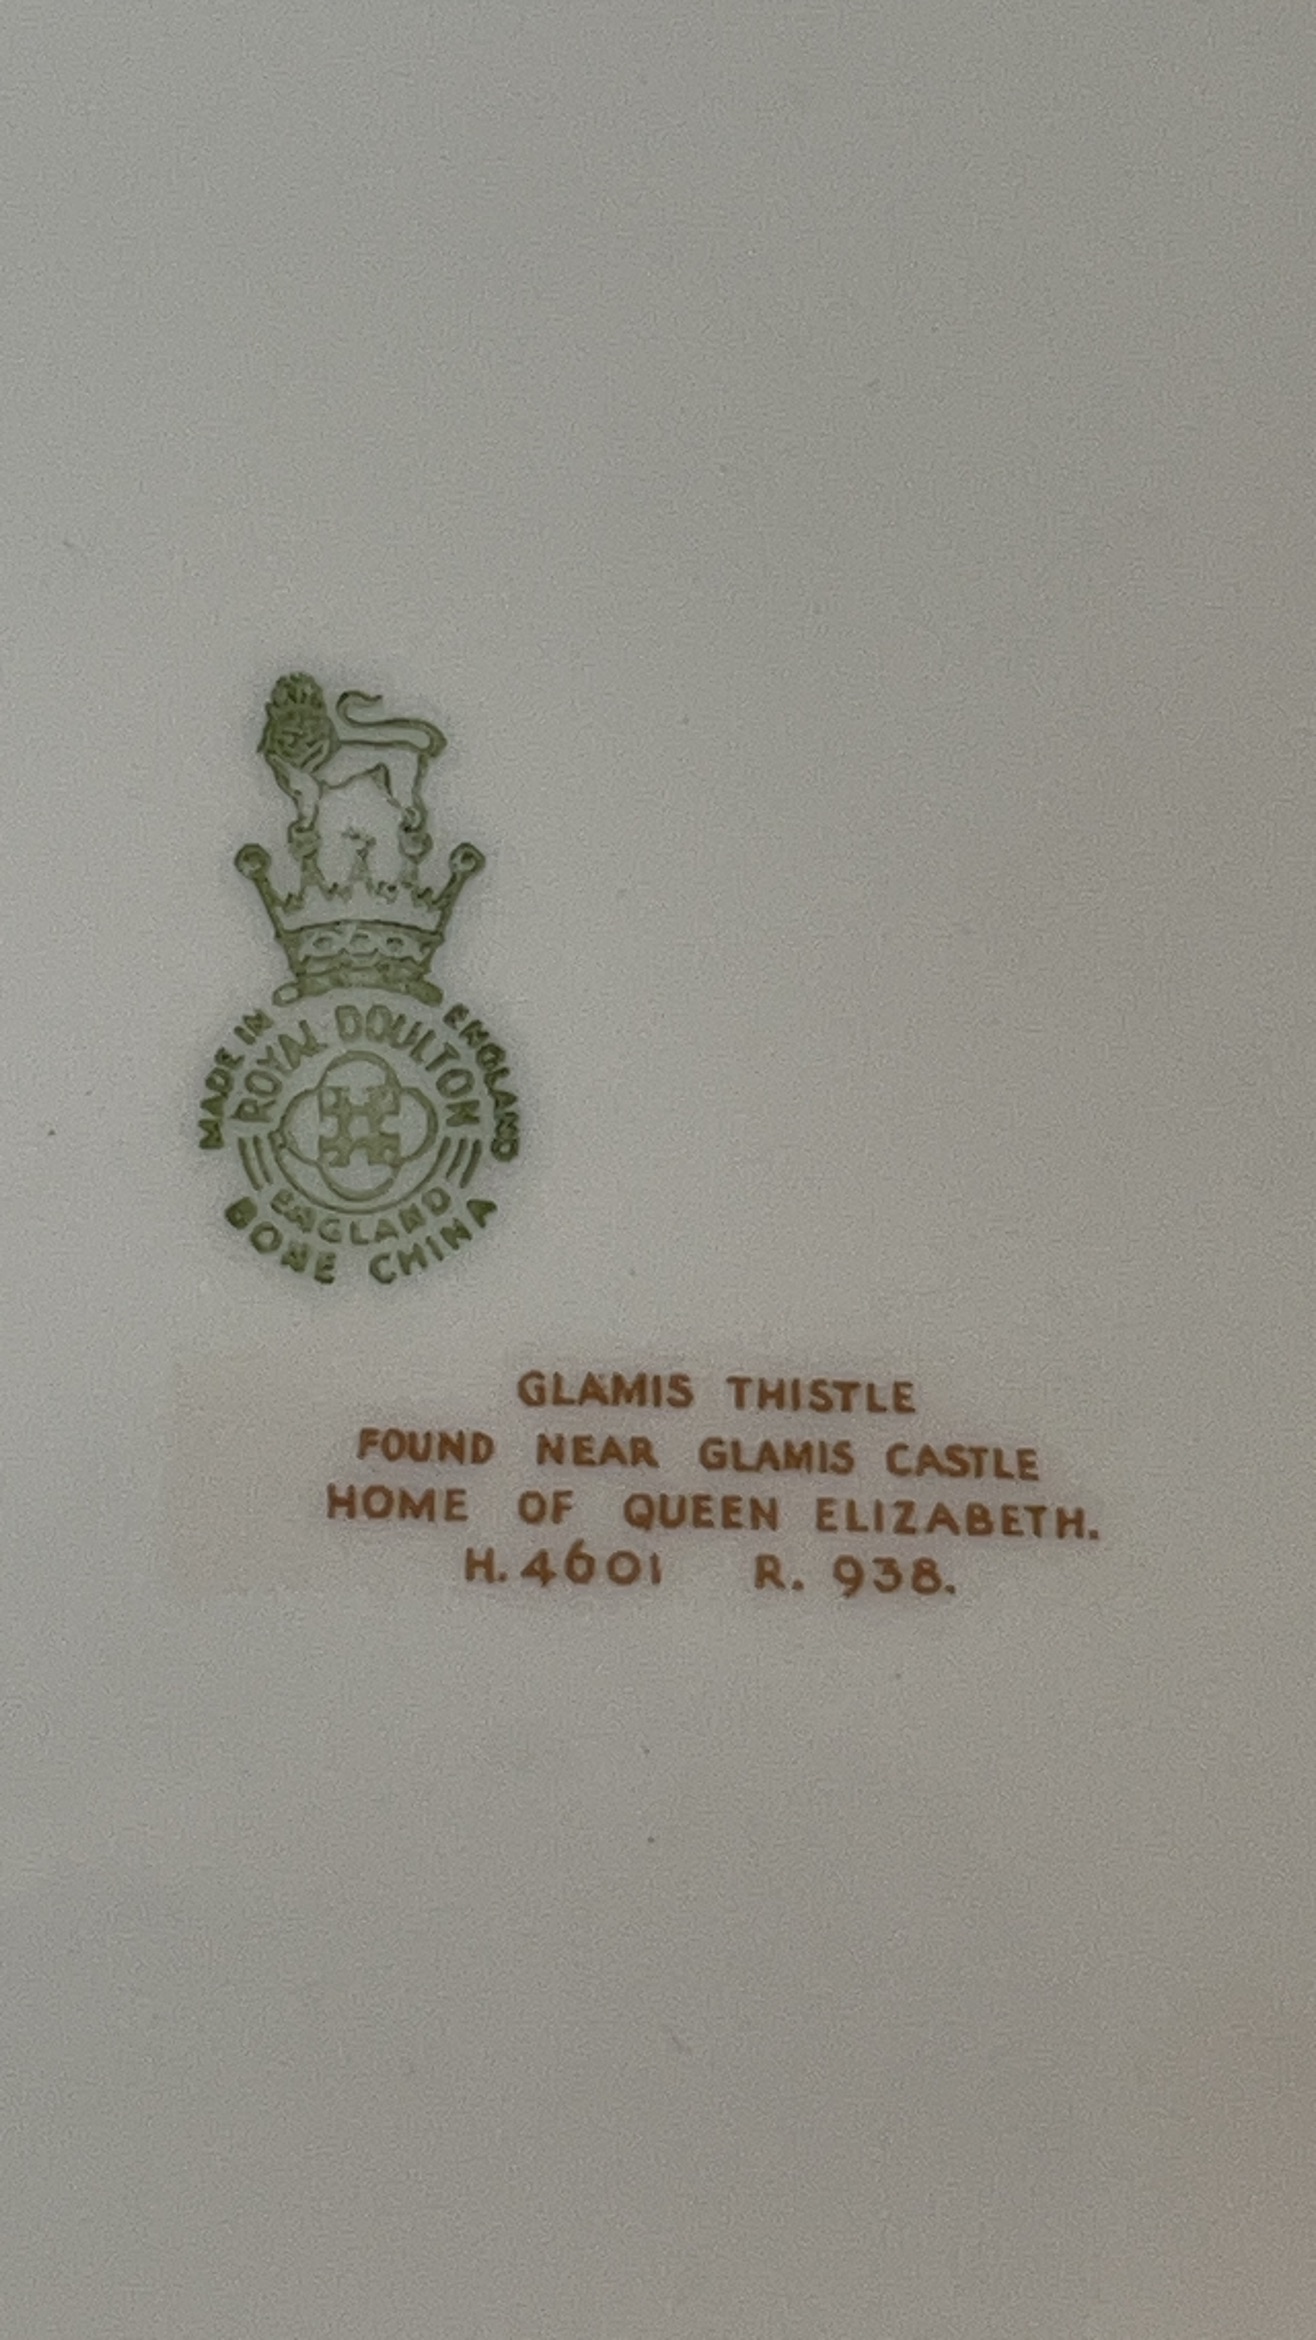 MADE IN ENGLAND
ROYAL DOULTON
ENGLAND
BONE CHINA
GLAMIS THISTLE
FOUND NEAR GLAMIS CASTLE
HOME OF QUEEN ELIZABETH.
H.4601 R. 938.